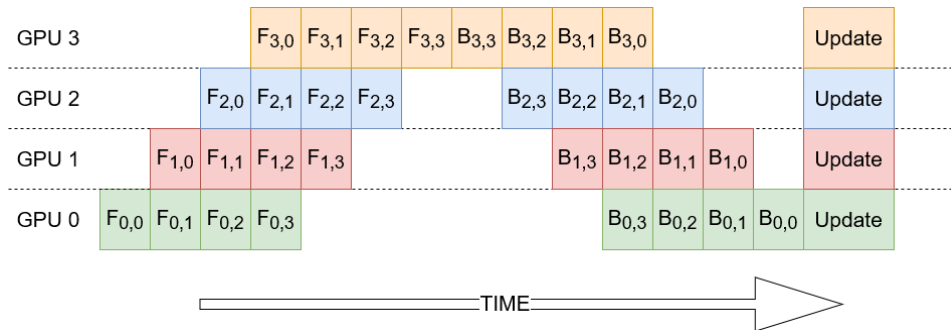 GPU 3 F3,0 F3,1 F3,2 F3,3 B3,3 B3,2 B3,1 B3,0 Update
GPU 2 F2,0 F2,1 F2,2 F2,3 B2,3 B2,2 B2,1 B2,0 Update
GPU 1 F1,0 F1,1 F1,2 F1,3 B1,3 B1,2 B1,1 B1,0 Update
GPU 0 F0,0 F0,1 F0,2 F0,3 B0,3 B0,2 B0,1 B0,0 Update
TIME